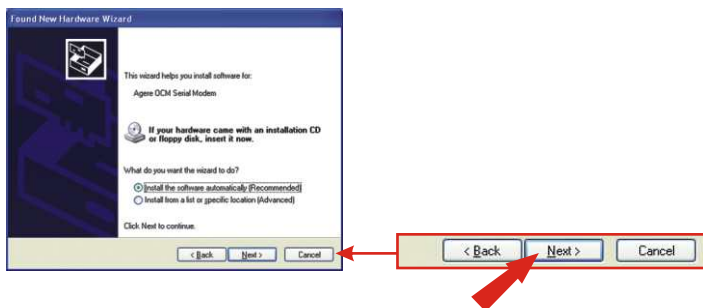 Found New Hardware Wizard
This wizard helps you install software for:
Agere OCM Serial Modem
If your hardware came with an installation CD
or floppy disk, insert it now.
What do you want the wizard to do?
Install the software automatically (Recommended)
Install from a list or specific location (Advanced)
Click Next to continue.
< Back Next > Cancel
< Back Next > Cancel